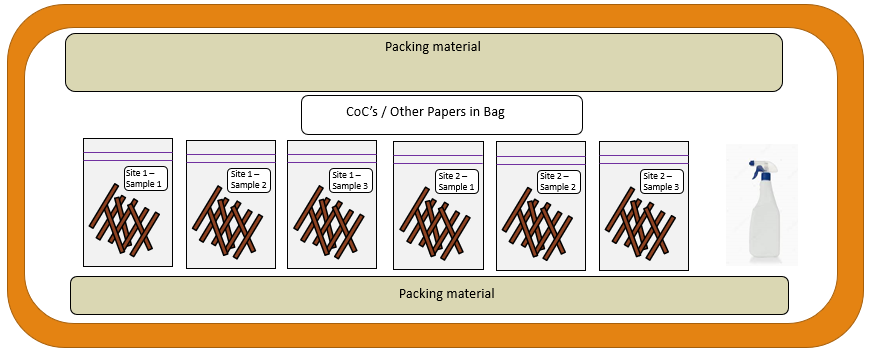 Packing material
CoC's / Other Papers in Bag
Site 1 –
Sample 1
Site 1 –
Sample 2
Site 1 –
Sample 3
Site 2 –
Sample 1
Site 2 –
Sample 2
Site 2 –
Sample 3
Packing material